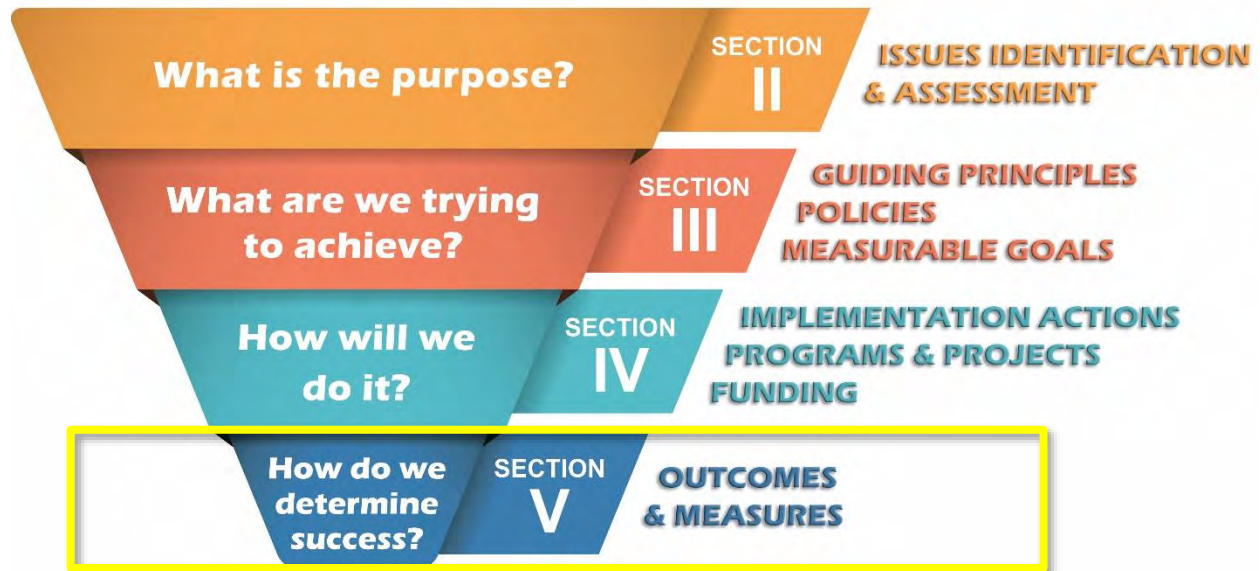 What is the purpose?
SECTION
II
ISSUES IDENTIFICATION
& ASSESSMENT
What are we trying
to achieve?
SECTION
III
GUIDING PRINCIPLES
POLICIES
MEASURABLE GOALS
How will we
do it?
SECTION
IV
IMPLEMENTATION ACTIONS
PROGRAMS & PROJECTS
FUNDING
How do we
determine
success?
SECTION
V
OUTCOMES
& MEASURES